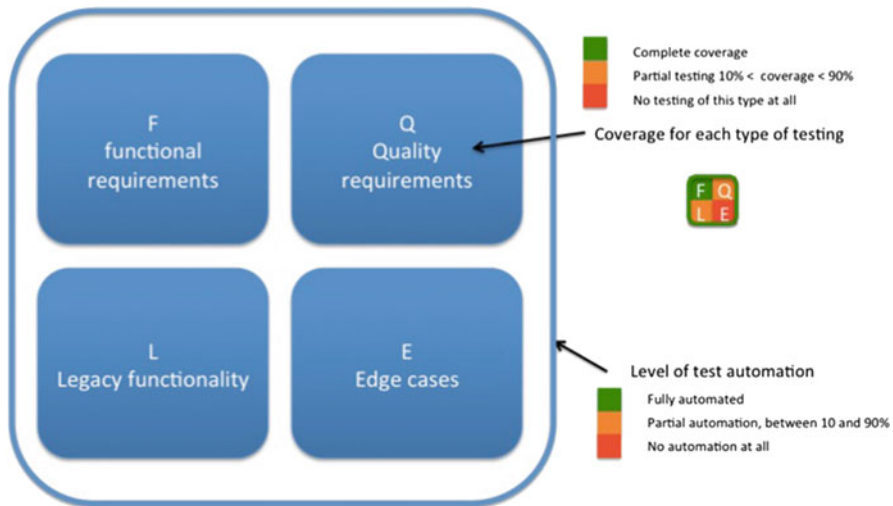 F
functional
requirements
Q
Quality
requirements
L
Legacy functionality
E
Edge cases
Complete coverage
Partial testing 10% < coverage < 90%
No testing of this type at all
Coverage for each type of testing
F Q
L E
Level of test automation
Fully automated
Partial automation, between 10 and 90%
No automation at all